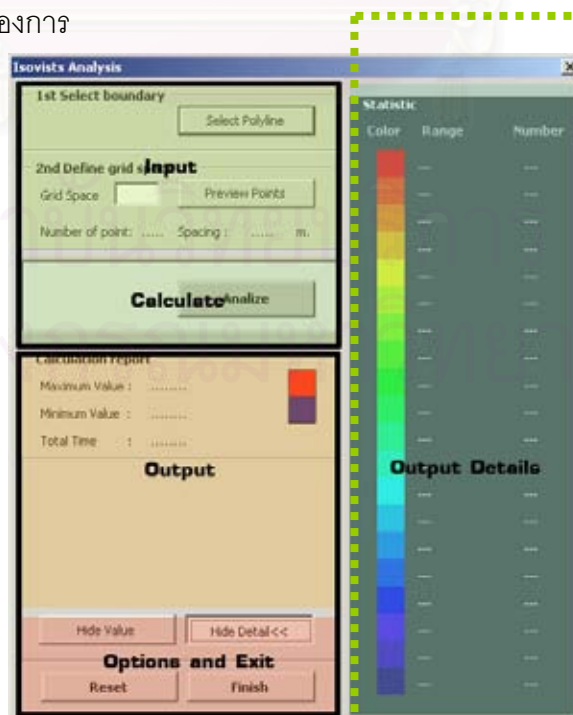 องการ
Isovists Analysis
1st Select boundary
Select Polyline
2nd Define grid sp
Input
Grid Space
Preview Points
Number of point: ..... Spacing : ..... m.
Calculate
Analize
Calculation report
Maximum Value : ........
Minimum Value : ........
Total Time : ........
Output
Hide Value
Hide Detail<<
Options and Exit
Reset
Finish
Statistic
Color Range Number
Output Details